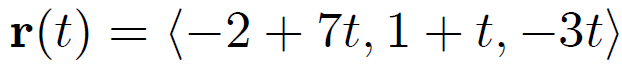 r(t) = ⟨−2 + 7t, 1 + t, −3t⟩